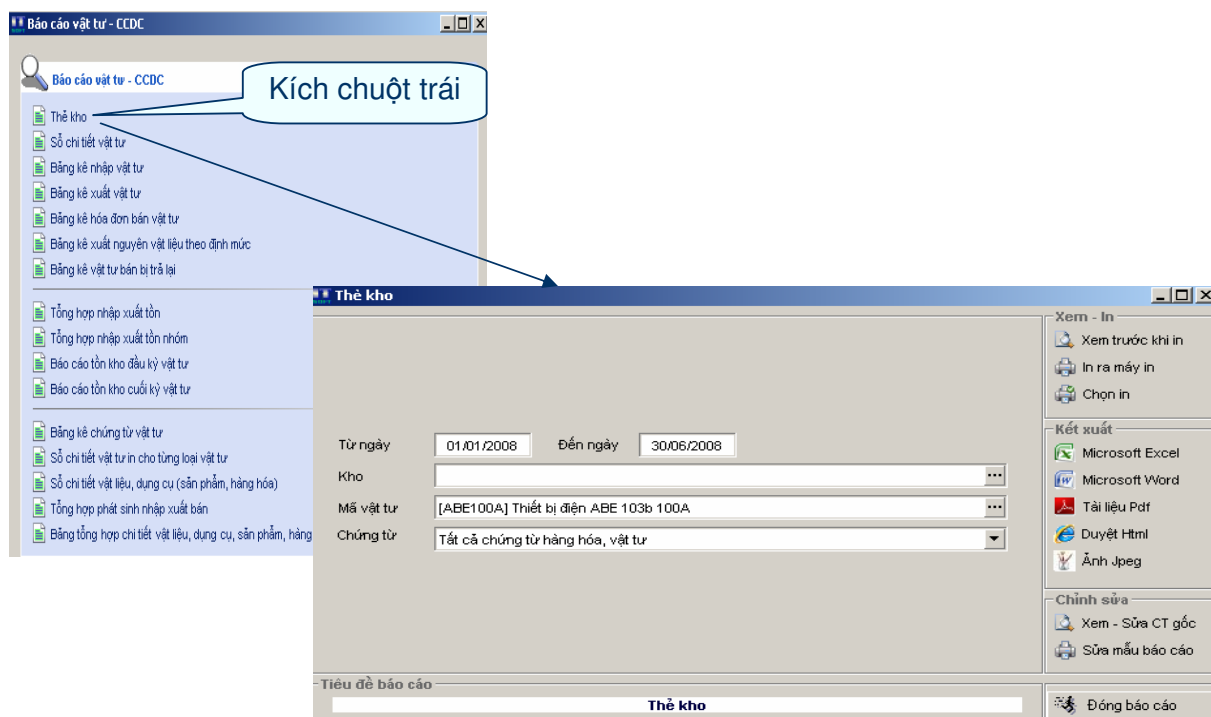 Báo cáo vật tư - CCDC
Báo cáo vật tư - CCDC
Kích chuột trái
Thẻ kho
Sổ chi tiết vật tư
Bảng kê nhập vật tư
Bảng kê xuất vật tư
Bảng kê hóa đơn bán vật tư
Bảng kê xuất nguyên vật liệu theo định mức
Bảng kê vật tư bán bị trả lại
Tổng hợp nhập xuất tồn
Tổng hợp nhập xuất tồn nhóm
Báo cáo tồn kho đầu kỳ vật tư
Báo cáo tồn kho cuối kỳ vật tư
Bảng kê chứng từ vật tư
Sổ chi tiết vật tư in cho từng loại vật tư
Sổ chi tiết vật liệu, dụng cụ (sản phẩm, hàng hóa)
Tổng hợp phát sinh nhập xuất bán
Bảng tổng hợp chi tiết vật liệu, dụng cụ, sản phẩm, hàng
Thẻ kho
Từ ngày 01/01/2008 Đến ngày 30/06/2008
Kho
Mã vật tư [ABE100A] Thiết bị điện ABE 103b 100A
Chứng từ Tất cả chứng từ hàng hóa, vật tư
Xem - In
Xem trước khi in
In ra máy in
Chọn in
Kết xuất
Microsoft Excel
Microsoft Word
Tài liệu Pdf
Duyệt Html
Ảnh Jpeg
Chỉnh sửa
Xem - Sửa CT gốc
Sửa mẫu báo cáo
Tiêu đề báo cáo
Thẻ kho
Đóng báo cáo